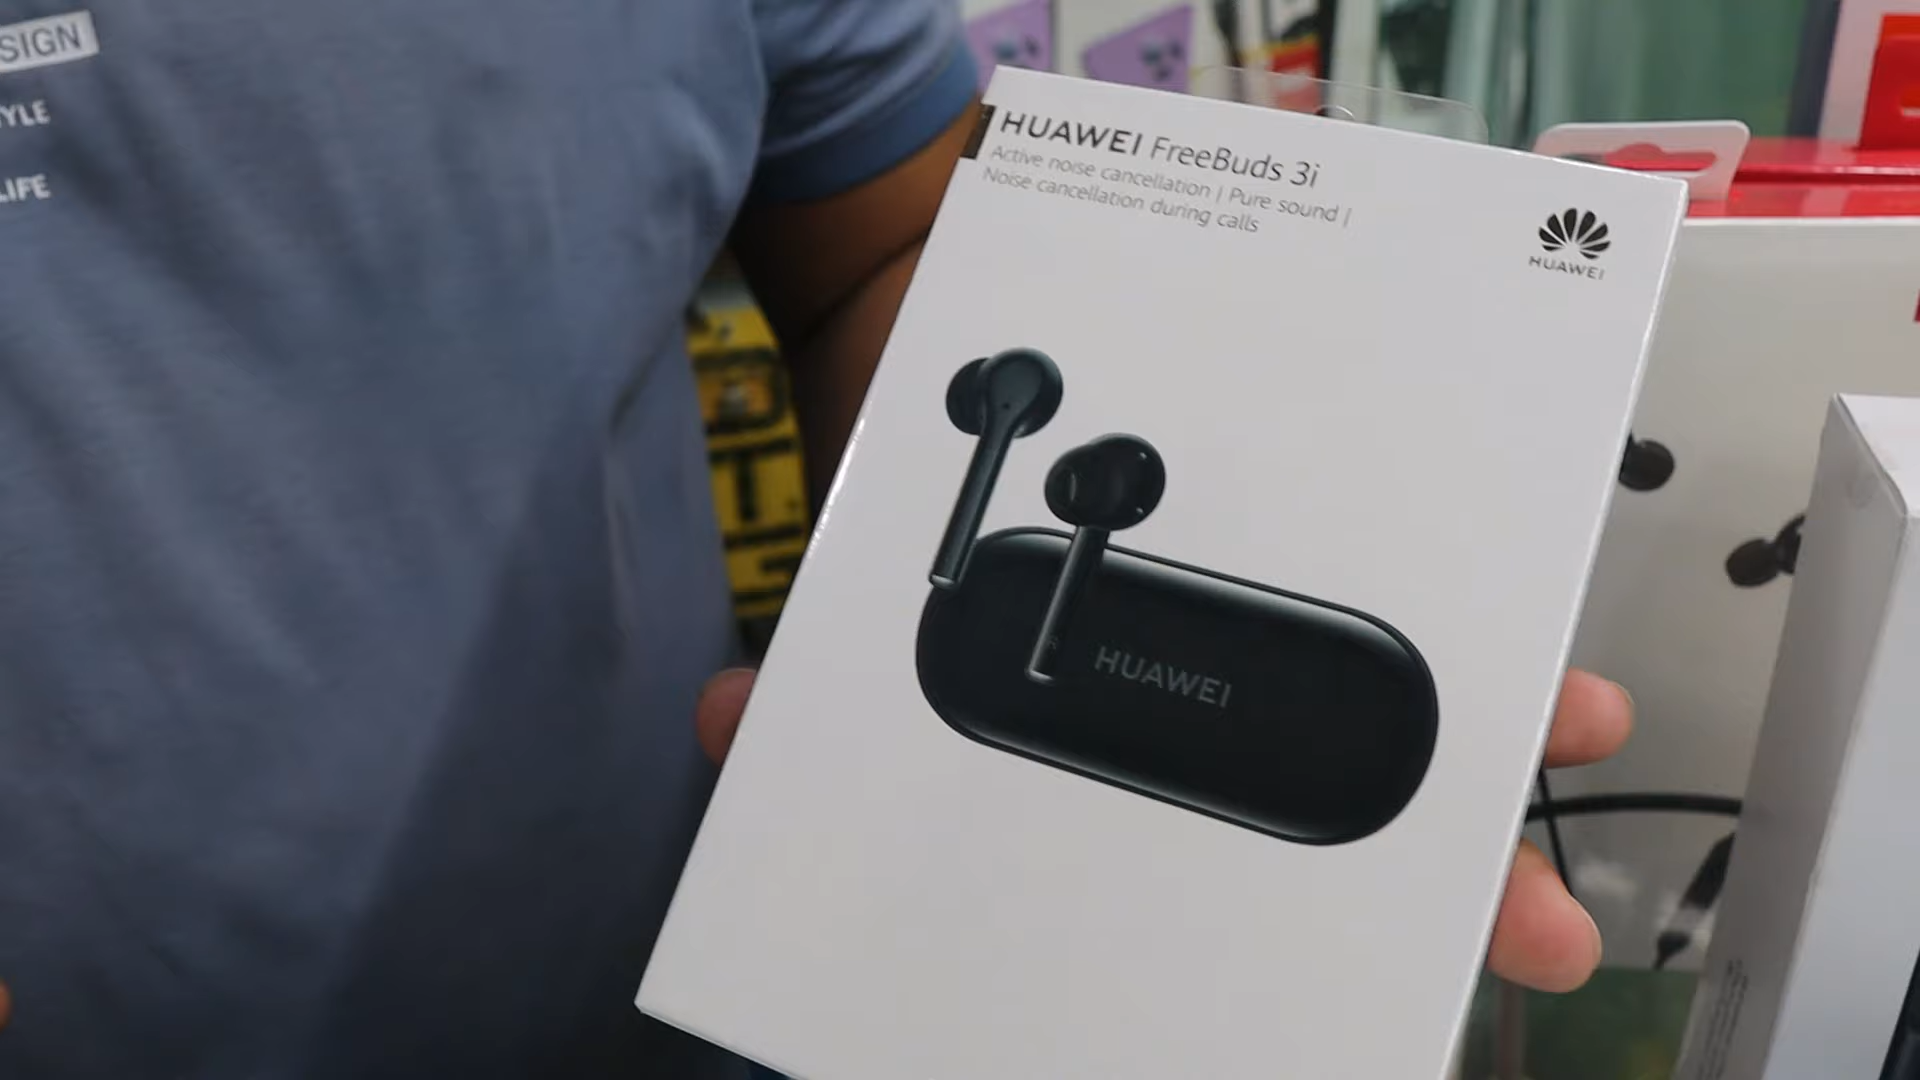 SIGN
YLE
LIFE
HUAWEI FreeBuds 3i
Active noise cancellation | Pure sound |
Noise cancellation during calls
HUAWEI
HUAWEI